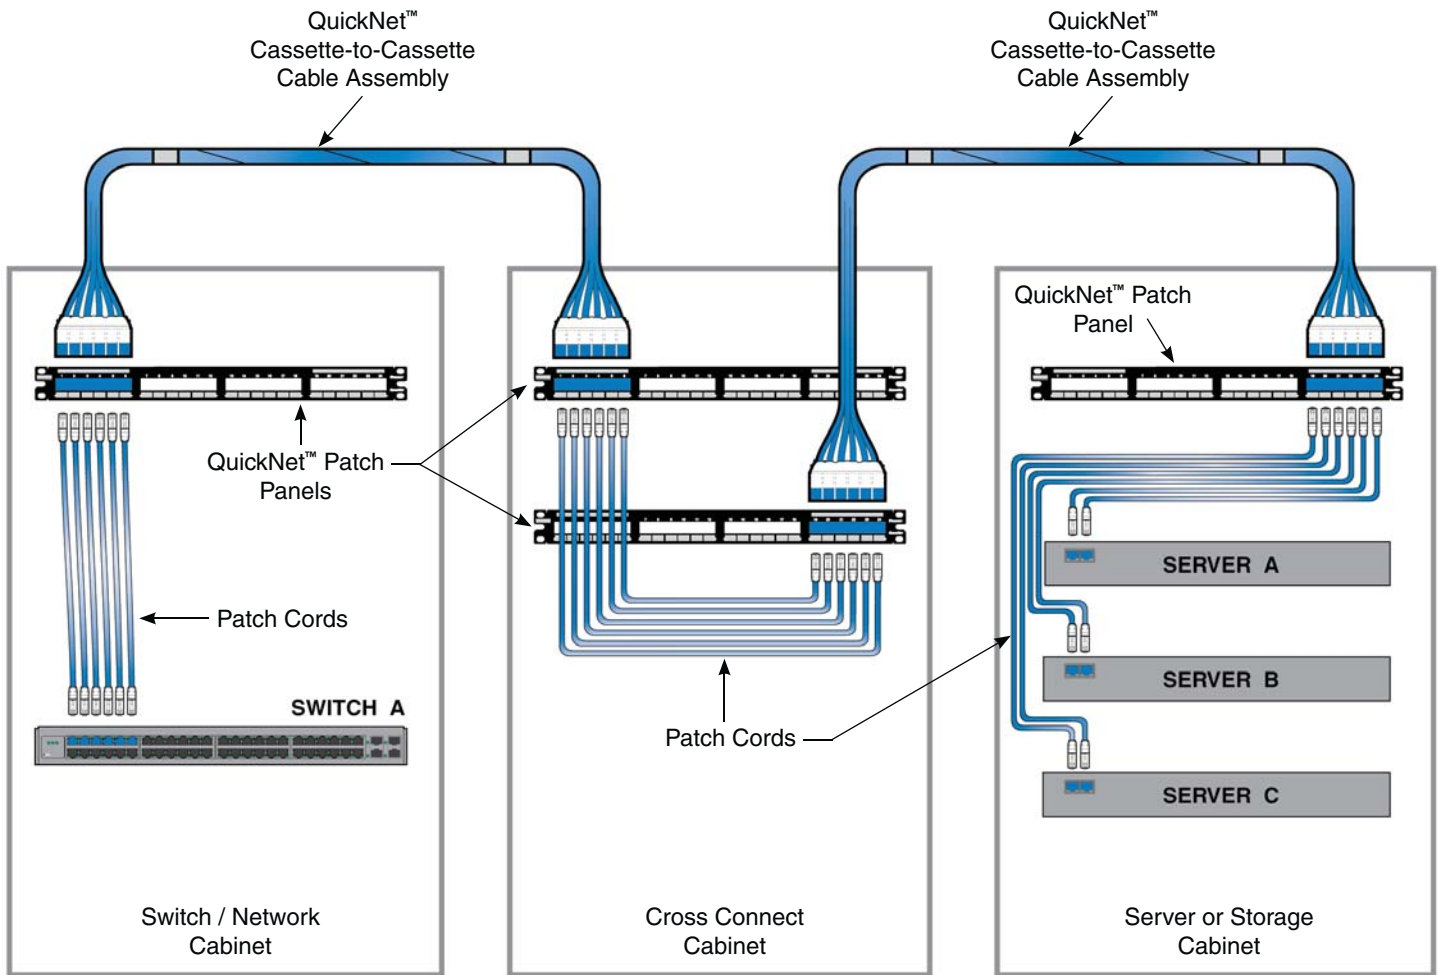 QuickNet™
Cassette-to-Cassette
Cable Assembly
QuickNet™
Cassette-to-Cassette
Cable Assembly
QuickNet™ Patch
Panel
QuickNet™ Patch
Panels
Patch Cords
SWITCH A
Patch Cords
SERVER A
SERVER B
SERVER C
Switch / Network
Cabinet
Cross Connect
Cabinet
Server or Storage
Cabinet